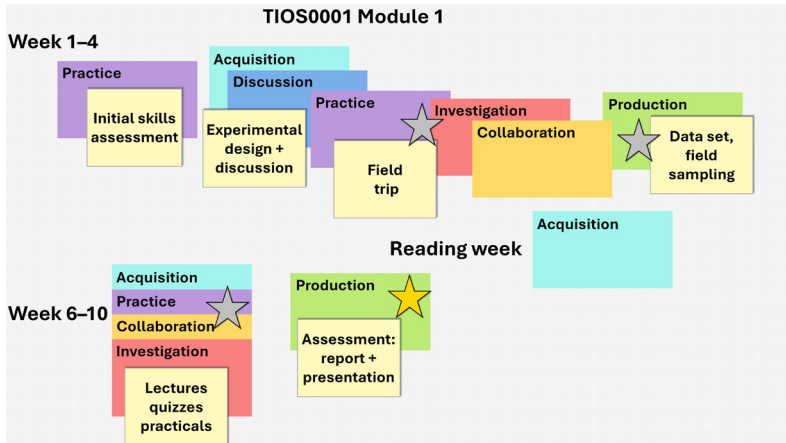 TIOS0001 Module 1
Week 1–4
Practice
Initial skills
assessment
Acquisition
Discussion
Experimental
design +
discussion
Practice
Field
trip
Investigation
Collaboration
Production
Data set,
field
sampling
Reading week
Acquisition
Week 6–10
Acquisition
Practice
Collaboration
Investigation
Lectures
quizzes
practicals
Production
Assessment:
report +
presentation